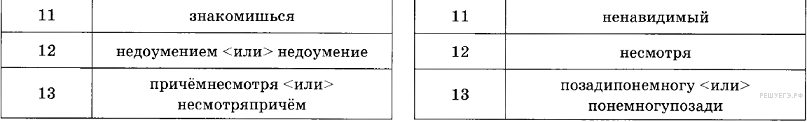 11 знакомишься
12 недоумением <или> недоумение
13 причёмнесмотря <или>
несмотряпричём
11 ненавидимый
12 несмотря
13 позадипонемногу <или>
понемногупозади
РЕШУЕГЭ.РФ